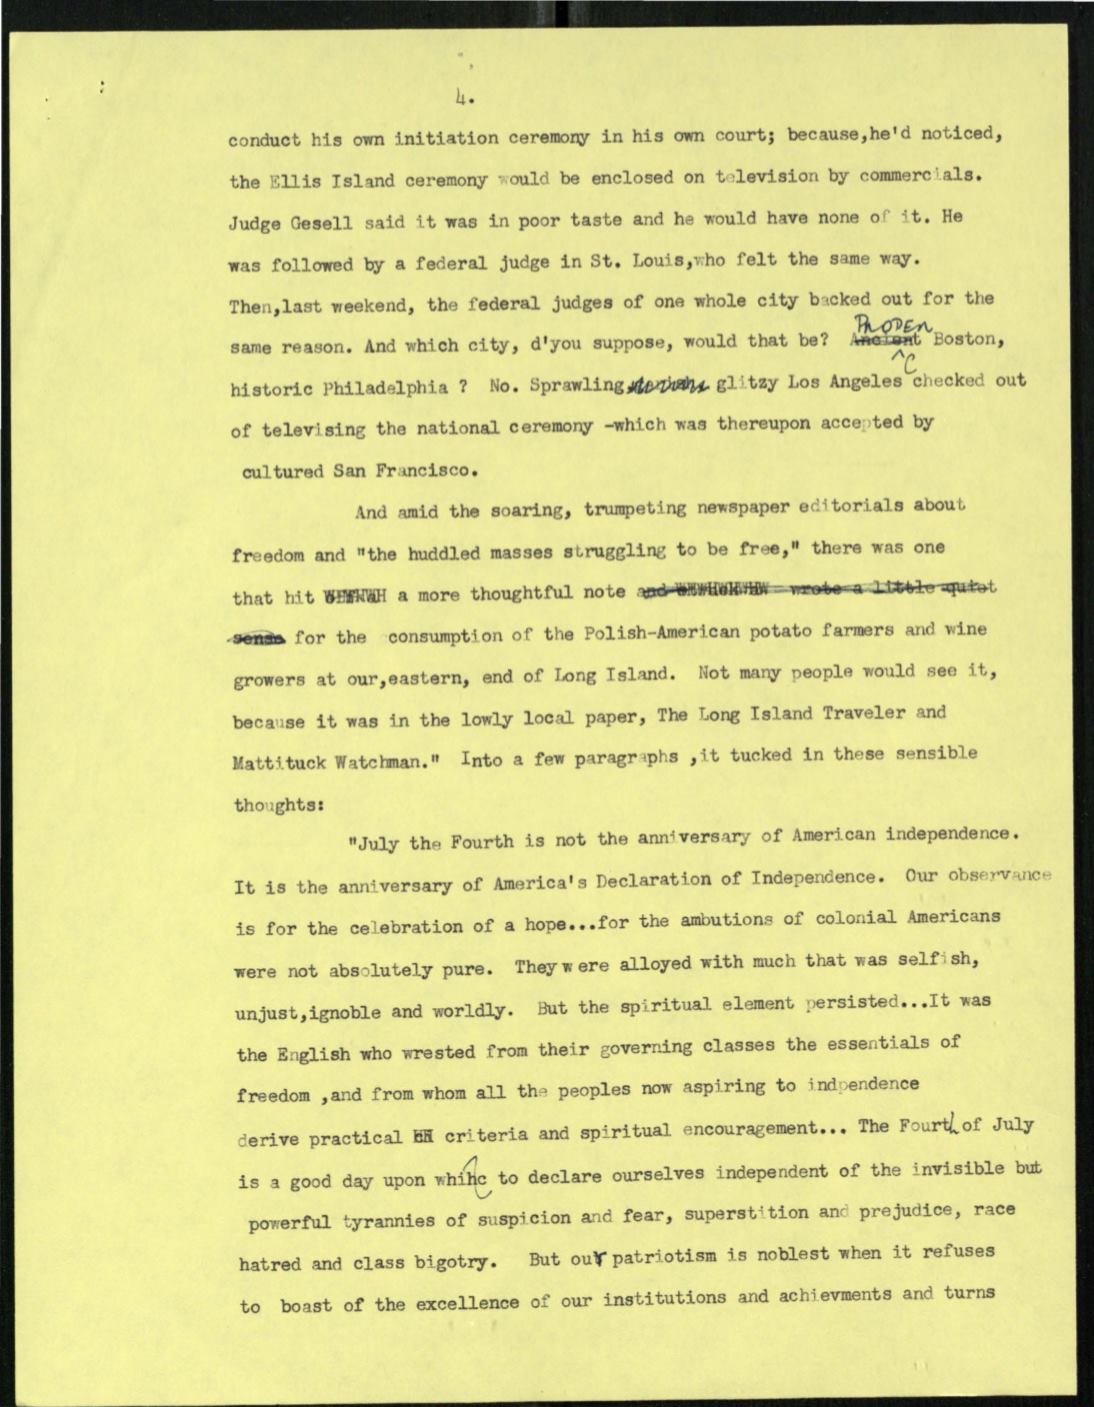 4.
conduct his own initiation ceremony in his own court; because,he'd noticed,
the Ellis Island ceremony would be enclosed on television by commercials.
Judge Gesell said it was in poor taste and he would have none of it. He
was followed by a federal judge in St. Louis,who felt the same way.
Then,last weekend, the federal judges of one whole city backed out for the
same reason. And which city, d'you suppose, would that be? Ancient Boston,
historic Philadelphia ? No. Sprawling glitzy Los Angeles checked out
of televising the national ceremony -which was thereupon accepted by
cultured San Francisco.
And amid the soaring, trumpeting newspaper editorials about
freedom and "the huddled masses struggling to be free," there was one
that hit a more thoughtful note and wrote a little quiet
sense for the consumption of the Polish-American potato farmers and wine
growers at our,eastern, end of Long Island. Not many people would see it,
because it was in the lowly local paper, The Long Island Traveler and
Mattituck Watchman." Into a few paragraphs ,it tucked in these sensible
thoughts:
"July the Fourth is not the anniversary of American independence.
It is the anniversary of America's Declaration of Independence. Our observance
is for the celebration of a hope...for the ambutions of colonial Americans
were not absolutely pure. They were alloyed with much that was selfish,
unjust,ignoble and worldly. But the spiritual element persisted...It was
the English who wrested from their governing classes the essentials of
freedom ,and from whom all the peoples now aspiring to indpendence
derive practical criteria and spiritual encouragement... The Fourth of July
is a good day upon whihc to declare ourselves independent of the invisible but
powerful tyrannies of suspicion and fear, superstition and prejudice, race
hatred and class bigotry. But our patriotism is noblest when it refuses
to boast of the excellence of our institutions and achievments and turns